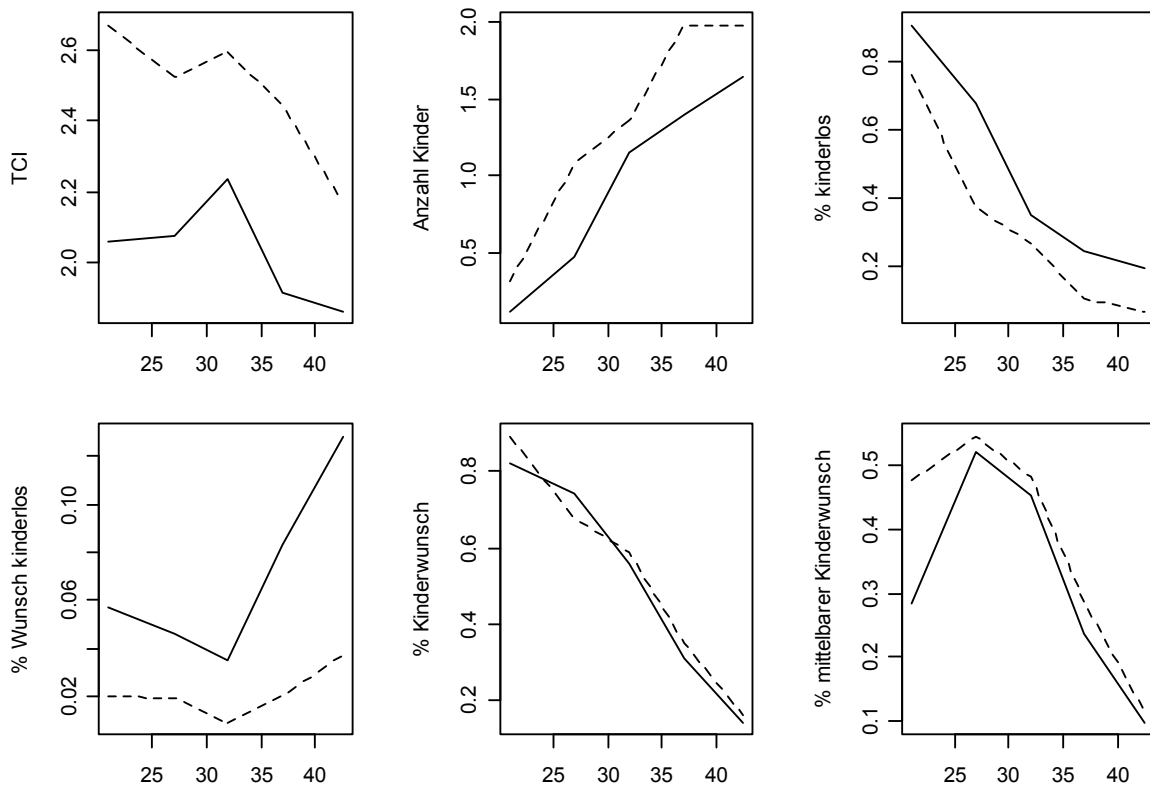 TCI
2.0 2.2 2.4 2.6
25 30 35 40
Anzahl Kinder
0.5 1.0 1.5 2.0
25 30 35 40
% kinderlos
0.2 0.4 0.6 0.8
25 30 35 40
% Wunsch kinderlos
0.02 0.06 0.10
25 30 35 40
% Kinderwunsch
0.2 0.4 0.6 0.8
25 30 35 40
% mittelbarer Kinderwunsch
0.1 0.2 0.3 0.4 0.5
25 30 35 40